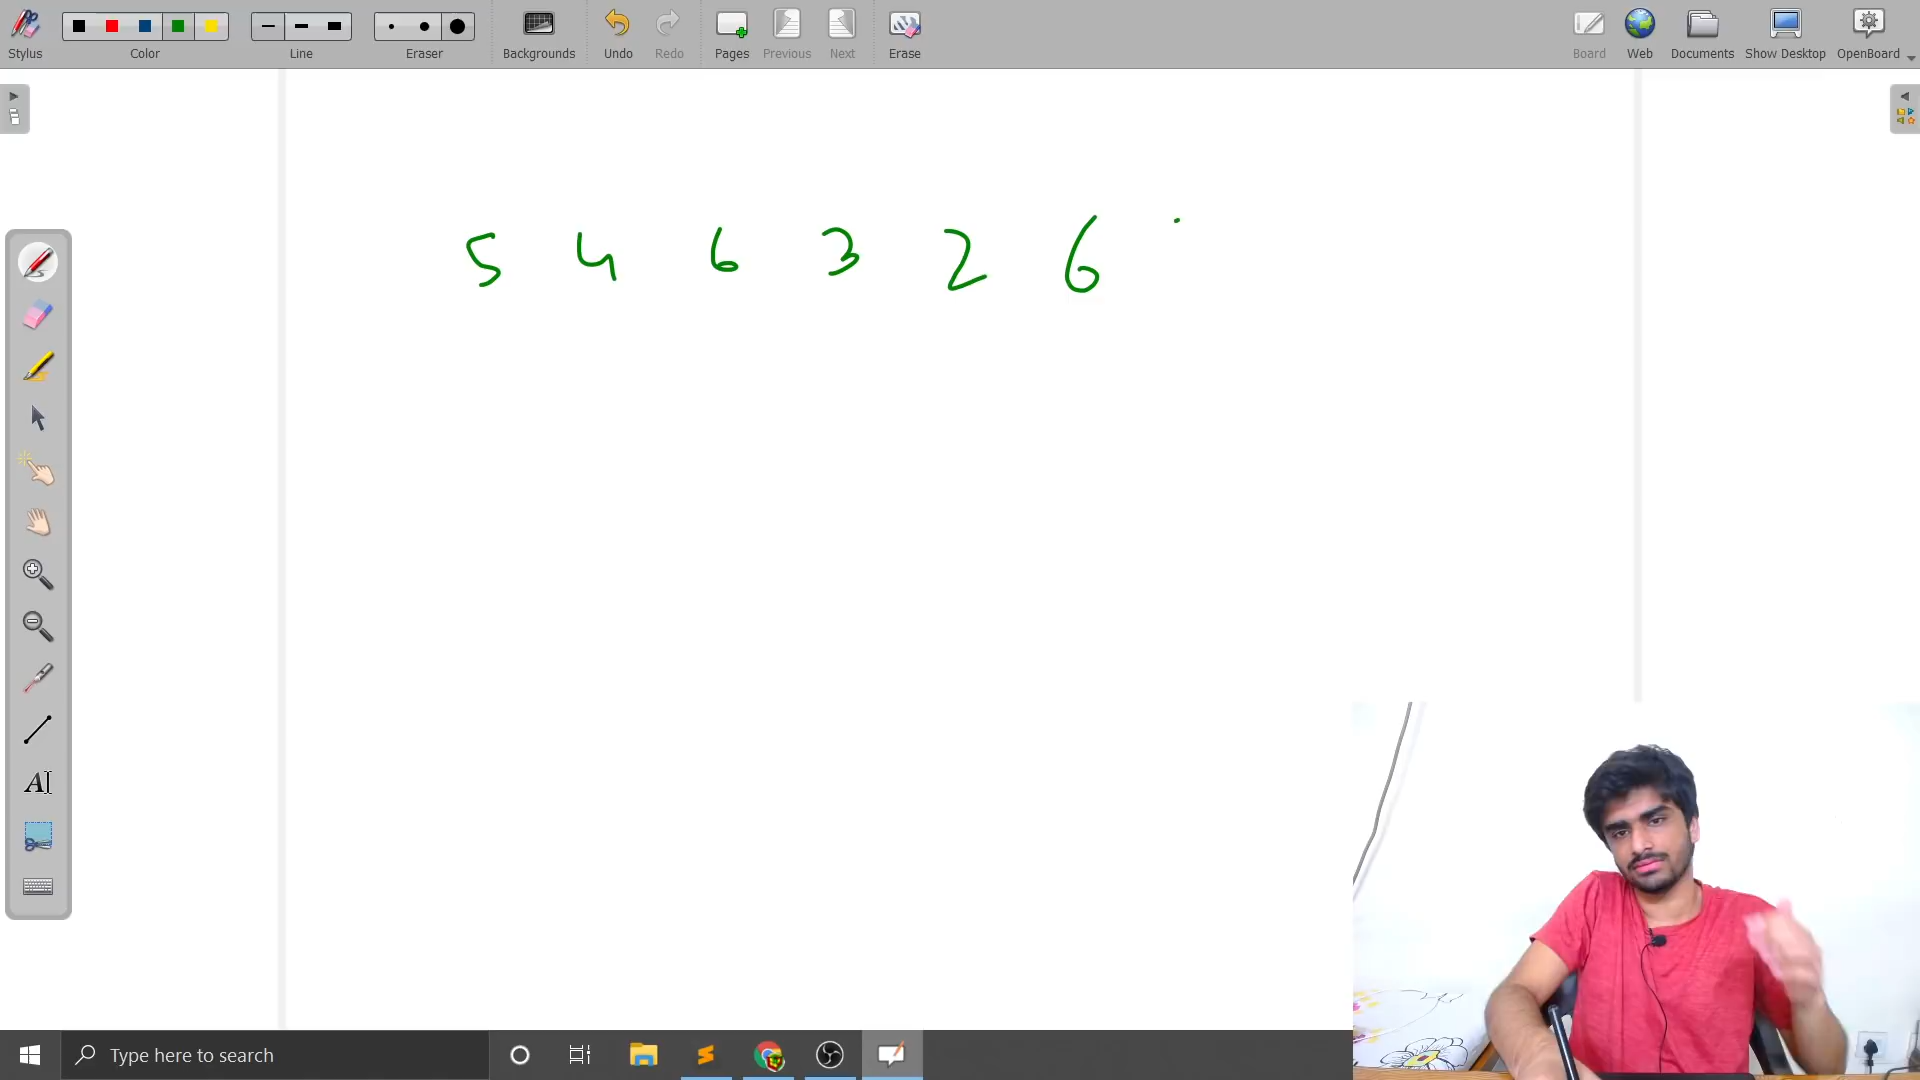 Stylus Color Line Eraser Backgrounds Undo Redo Pages Previous Next Erase Board Web Documents Show Desktop OpenBoard
5 4 6 3 2 6
AI
Type here to search